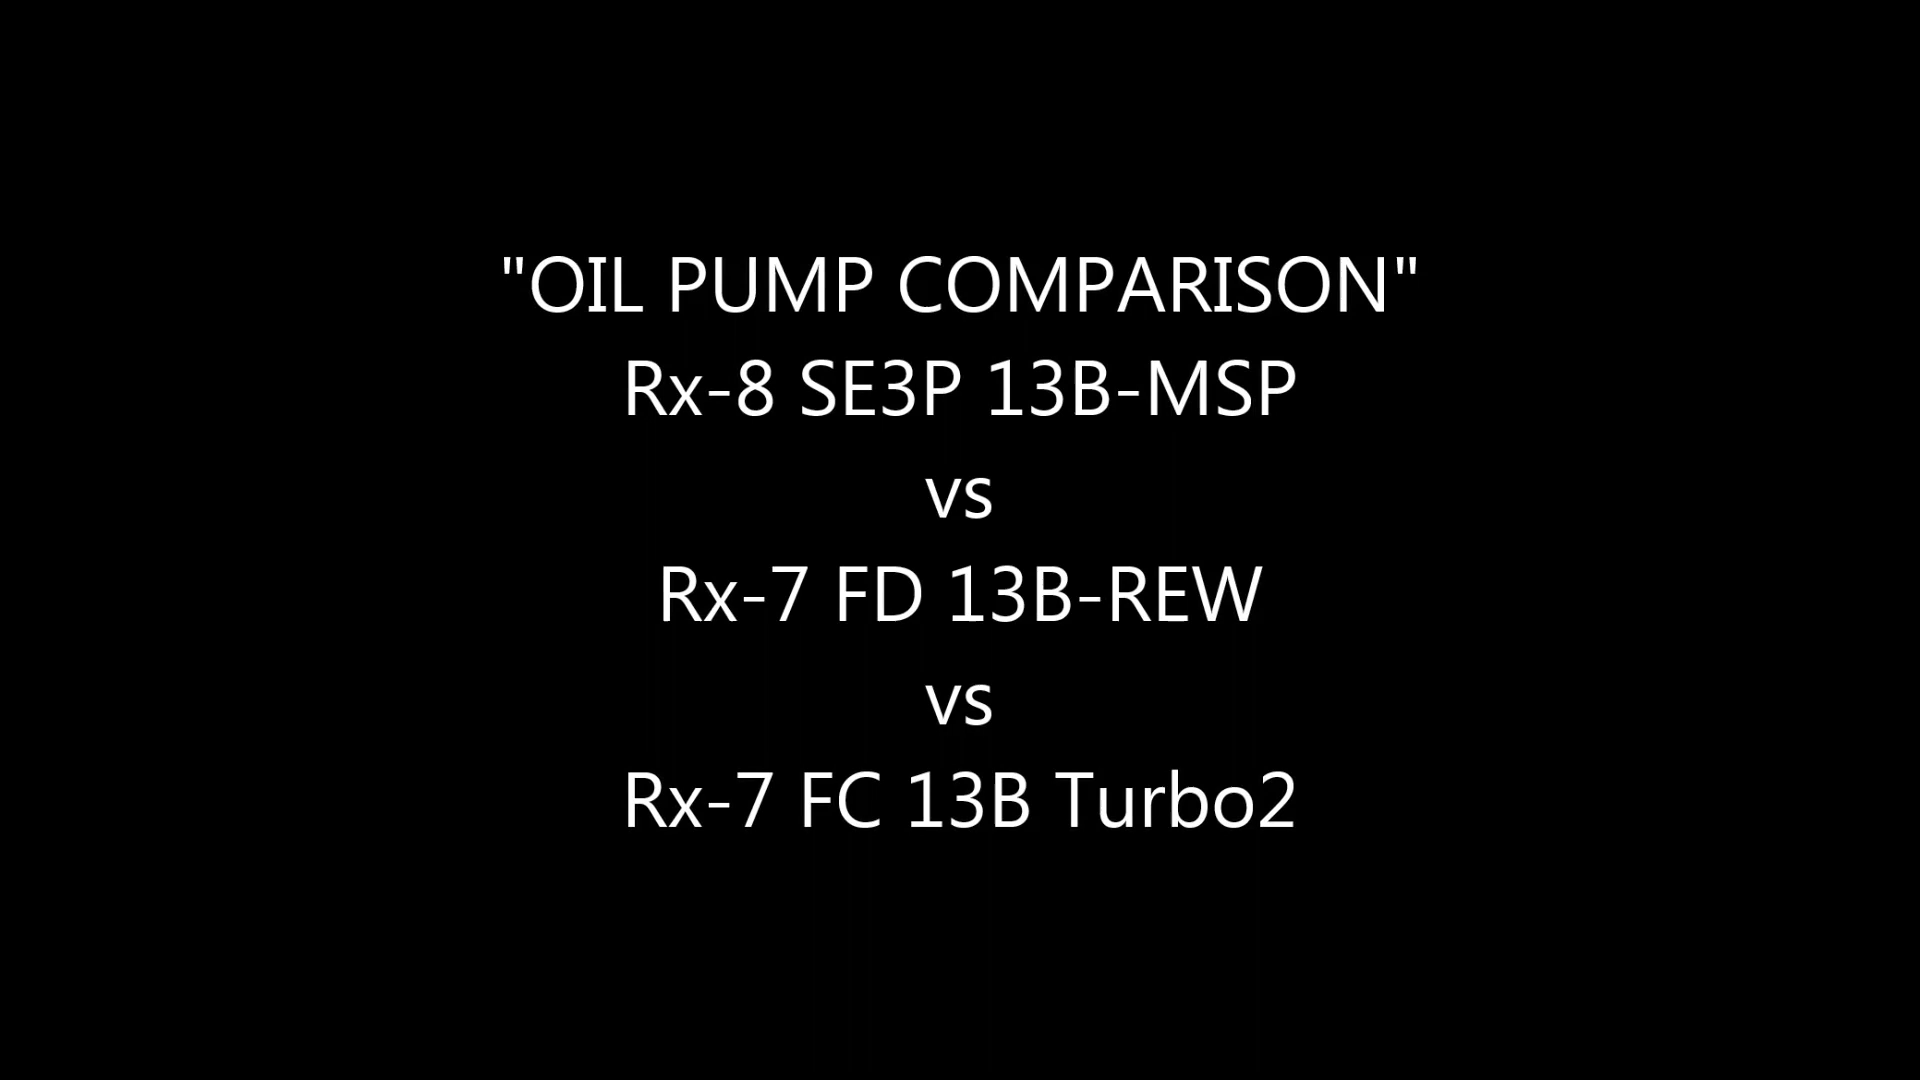 "OIL PUMP COMPARISON"
Rx-8 SE3P 13B-MSP
vs
Rx-7 FD 13B-REW
vs
Rx-7 FC 13B Turbo2